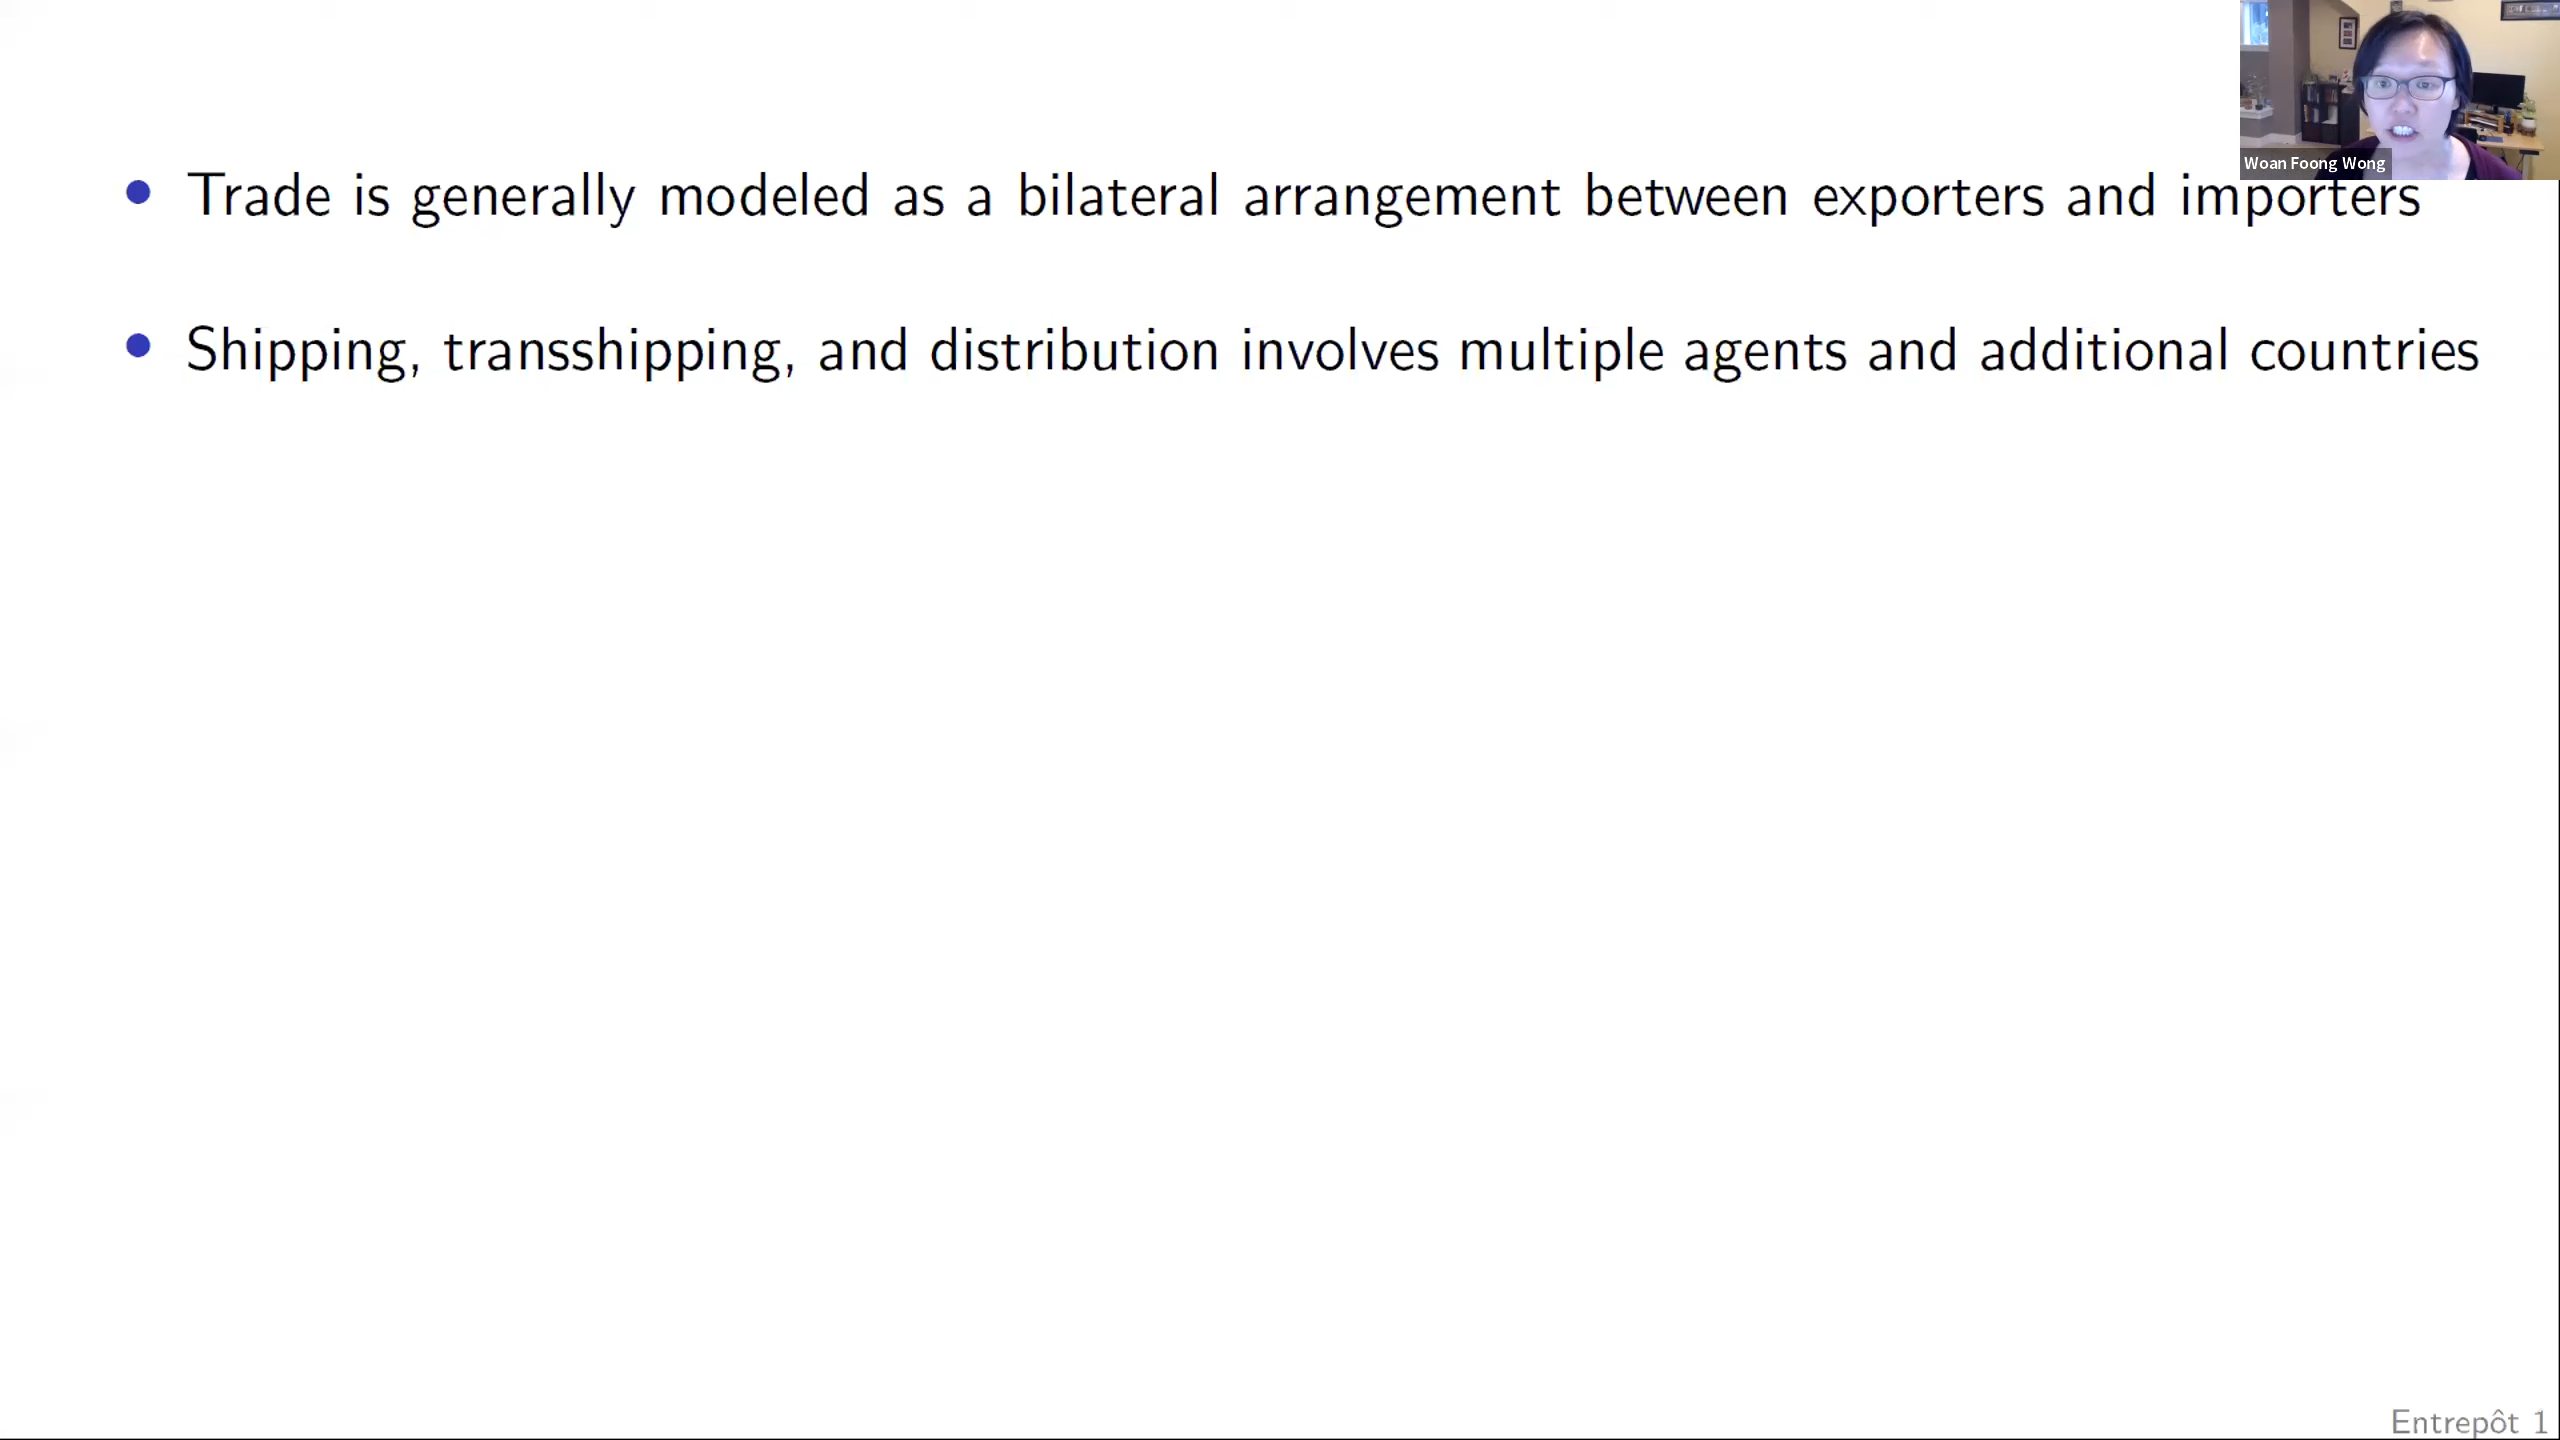 Woan Foong Wong
Trade is generally modeled as a bilateral arrangement between exporters and importers
Shipping, transshipping, and distribution involves multiple agents and additional countries
Entrepôt 1